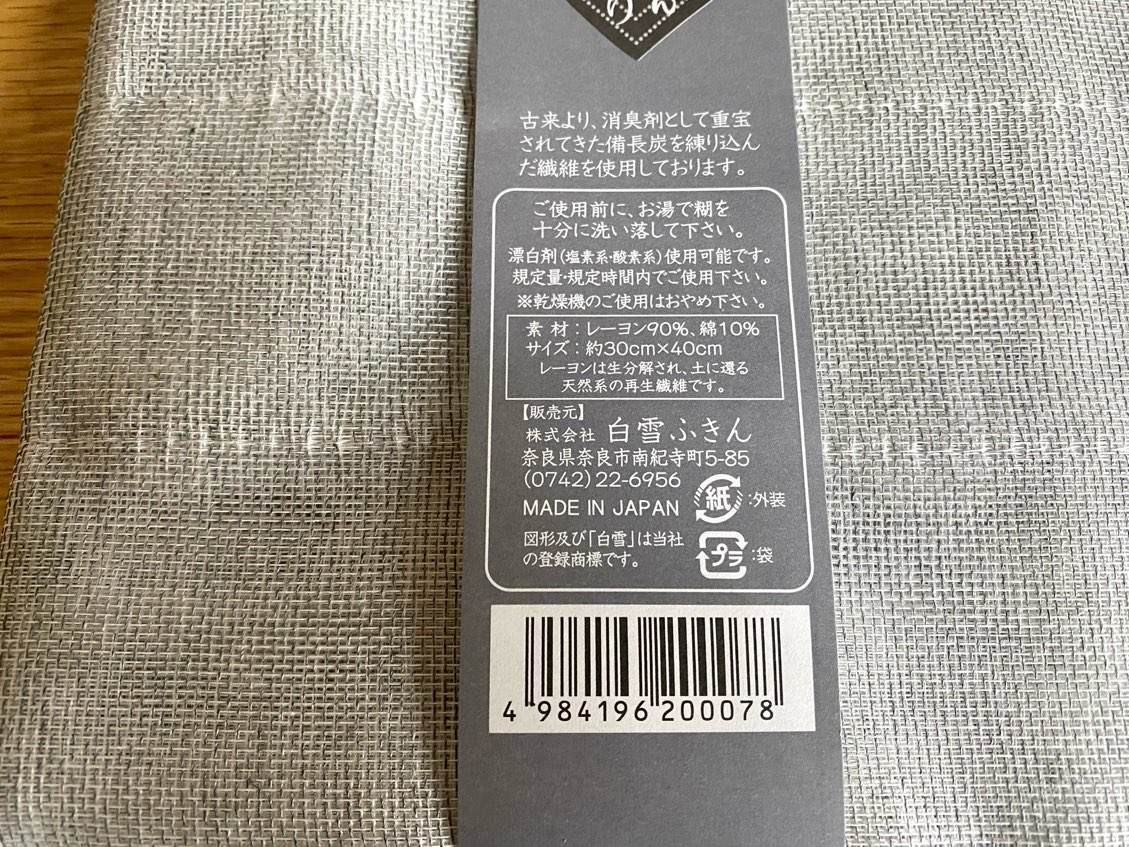 古来より、消臭剤として重宝
されてきた備長炭を練り込ん
だ繊維を使用しております。
ご使用前に、お湯で糊を
十分に洗い落して下さい。
漂白剤(塩素系・酸素系)使用可能です。
規定量・規定時間内でご使用下さい。
※乾燥機のご使用はおやめ下さい。
素 材:レーヨン90%、綿10%
サイズ:約30cm×40cm
レーヨンは生分解され、土に還る
天然系の再生繊維です。
【販売元】
株式会社 白雪ふきん
奈良県奈良市南紀寺町5-85
(0742)22-6956
MADE IN JAPAN
紙:外装
図形及び「白雪」は当社
の登録商標です。
プラ:袋
4 984196 200078